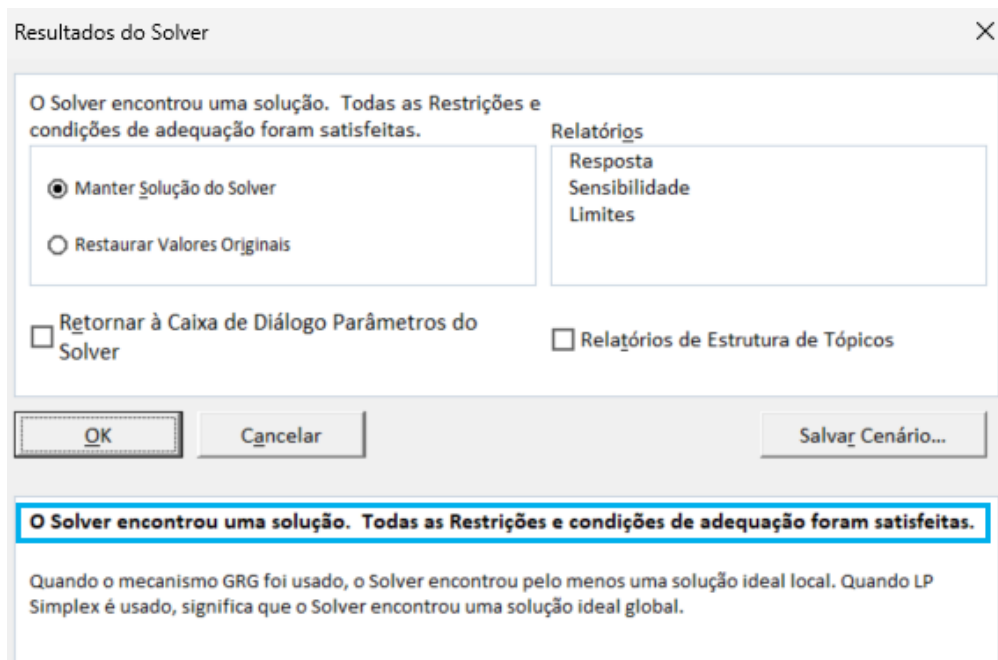 Resultados do Solver
O Solver encontrou uma solução. Todas as Restrições e
condições de adequação foram satisfeitas.
Manter Solução do Solver
Restaurar Valores Originais
Relatórios
Resposta
Sensibilidade
Limites
Retornar à Caixa de Diálogo Parâmetros do
Solver
Relatórios de Estrutura de Tópicos
OK
Cancelar
Salvar Cenário...
O Solver encontrou uma solução. Todas as Restrições e condições de adequação foram satisfeitas.
Quando o mecanismo GRG foi usado, o Solver encontrou pelo menos uma solução ideal local. Quando LP
Simplex é usado, significa que o Solver encontrou uma solução ideal global.